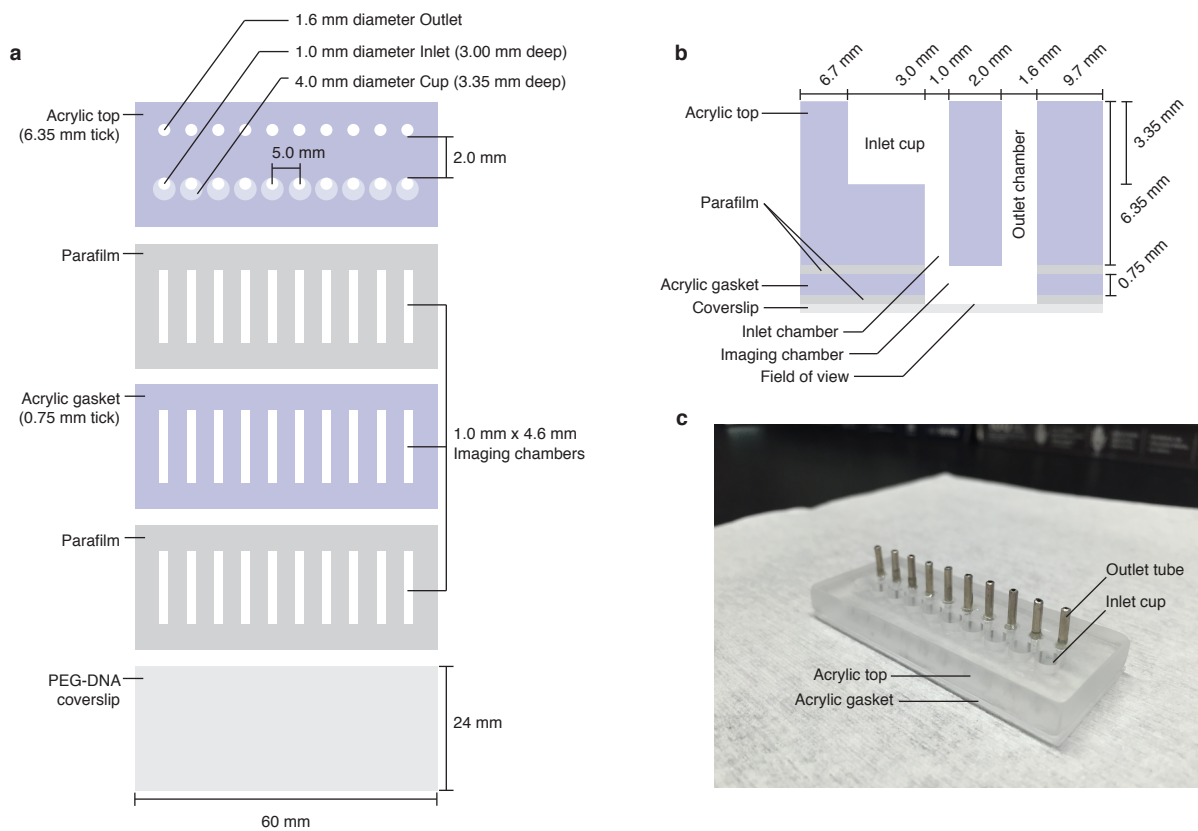 a
1.6 mm diameter Outlet
1.0 mm diameter Inlet (3.00 mm deep)
4.0 mm diameter Cup (3.35 mm deep)
Acrylic top
(6.35 mm tick)
5.0 mm
2.0 mm
Parafilm
Acrylic gasket
(0.75 mm tick)
1.0 mm x 4.6 mm
Imaging chambers
Parafilm
PEG-DNA
coverslip
24 mm
60 mm
b
6.7 mm
3.0 mm
1.0 mm
2.0 mm
1.6 mm
9.7 mm
Acrylic top
Inlet cup
Outlet chamber
3.35 mm
6.35 mm
0.75 mm
Parafilm
Acrylic gasket
Coverslip
Inlet chamber
Imaging chamber
Field of view
c
Outlet tube
Inlet cup
Acrylic top
Acrylic gasket